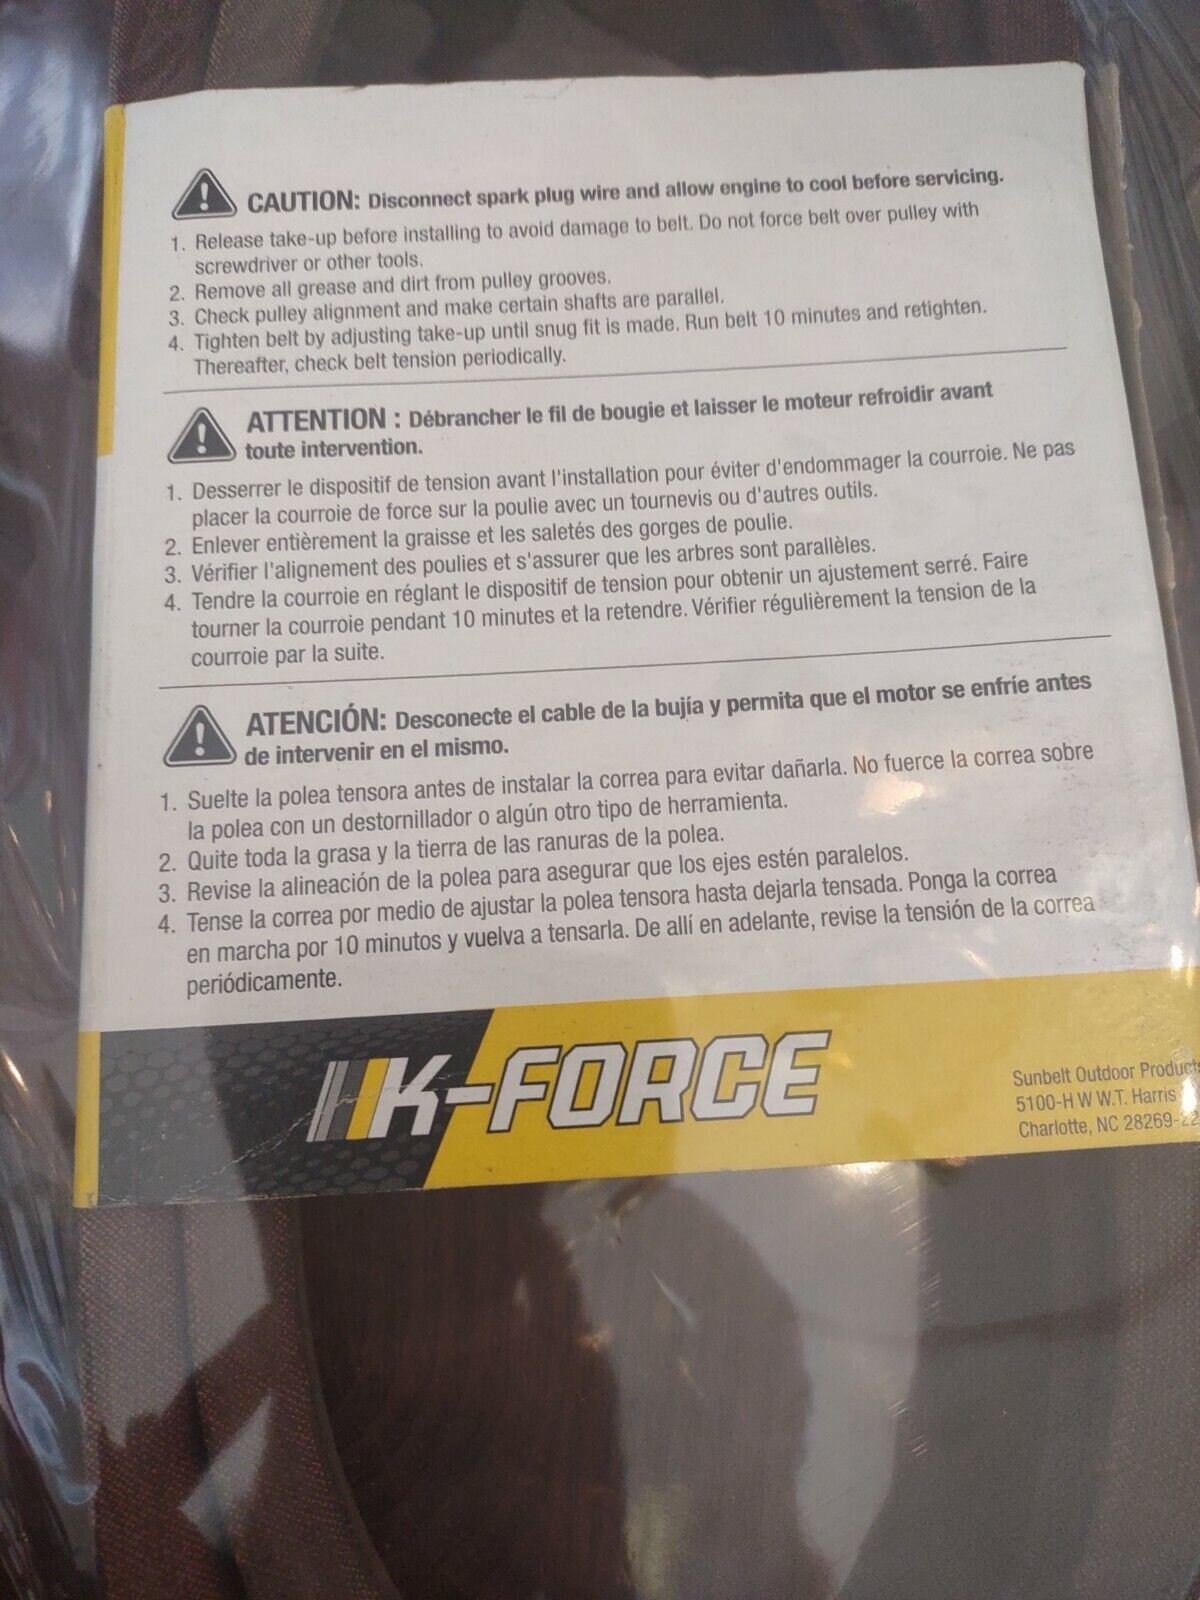 CAUTION: Disconnect spark plug wire and allow engine to cool before servicing.
1. Release take-up before installing to avoid damage to belt. Do not force belt over pulley with
screwdriver or other tools.
2. Remove all grease and dirt from pulley grooves.
3. Check pulley alignment and make certain shafts are parallel.
4. Tighten belt by adjusting take-up until snug fit is made. Run belt 10 minutes and retighten.
Thereafter, check belt tension periodically.
ATTENTION : Débrancher le fil de bougie et laisser le moteur refroidir avant
toute intervention.
1. Desserrer le dispositif de tension avant l'installation pour éviter d'endommager la courroie. Ne pas
placer la courroie de force sur la poulie avec un tournevis ou d'autres outils.
2. Enlever entièrement la graisse et les saletés des gorges de poulie.
3. Vérifier l'alignement des poulies et s'assurer que les arbres sont parallèles.
4. Tendre la courroie en réglant le dispositif de tension pour obtenir un ajustement serré. Faire
tourner la courroie pendant 10 minutes et la retendre. Vérifier régulièrement la tension de la
courroie par la suite.
ATENCIÓN: Desconecte el cable de la bujía y permita que el motor se enfríe antes
de intervenir en el mismo.
1. Suelte la polea tensora antes de instalar la correa para evitar dañarla. No fuerce la correa sobre
la polea con un destornillador o algún otro tipo de herramienta.
2. Quite toda la grasa y la tierra de las ranuras de la polea.
3. Revise la alineación de la polea para asegurar que los ejes estén paralelos.
4. Tense la correa por medio de ajustar la polea tensora hasta dejarla tensada. Ponga la correa
en marcha por 10 minutos y vuelva a tensarla. De allí en adelante, revise la tensión de la correa
periódicamente.
K-FORCE
Sunbelt Outdoor Products
5100-H W W.T. Harris
Charlotte, NC 28269-22